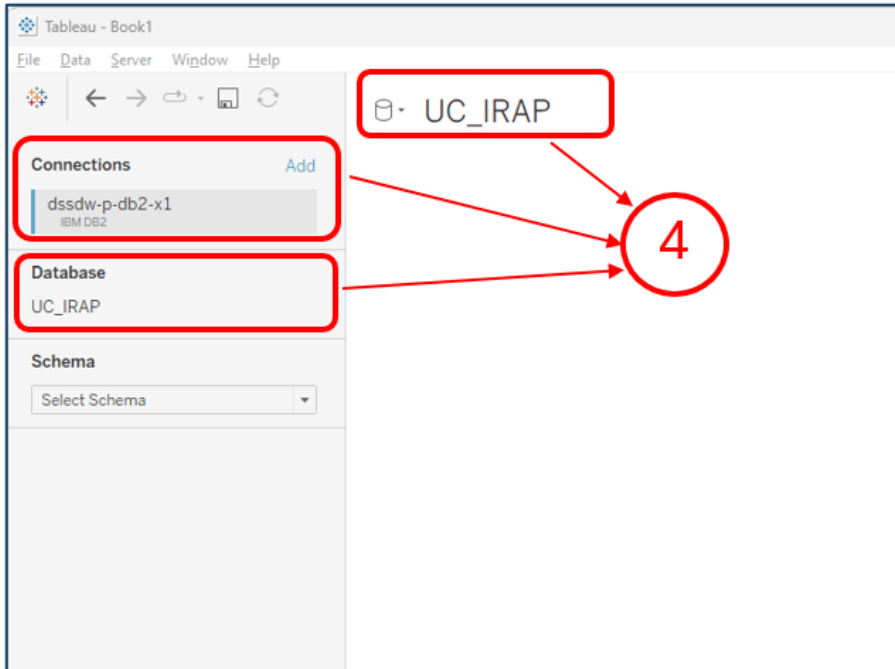 Tableau - Book1
File Data Server Window Help
UC_IRAP
Connections Add
dssdw-p-db2-x1
IBM DB2
4
Database
UC_IRAP
Schema
Select Schema